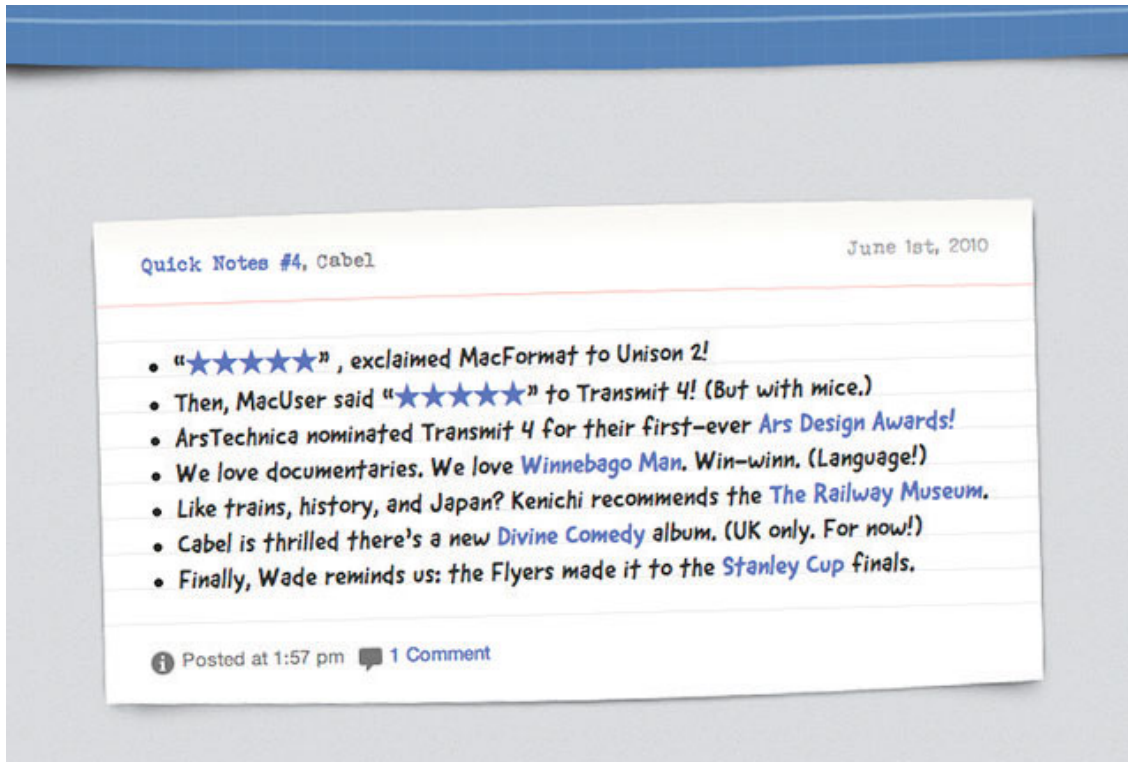 Quick Notes #4, Cabel
June 1st, 2010
• “★★★★★” , exclaimed MacFormat to Unison 2!
• Then, MacUser said “★★★★★” to Transmit 4! (But with mice.)
• ArsTechnica nominated Transmit 4 for their first-ever Ars Design Awards!
• We love documentaries. We love Winnebago Man. Win-winn. (Language!)
• Like trains, history, and Japan? Kenichi recommends the The Railway Museum.
• Cabel is thrilled there's a new Divine Comedy album. (UK only. For now!)
• Finally, Wade reminds us: the Flyers made it to the Stanley Cup finals.
Posted at 1:57 pm 1 Comment